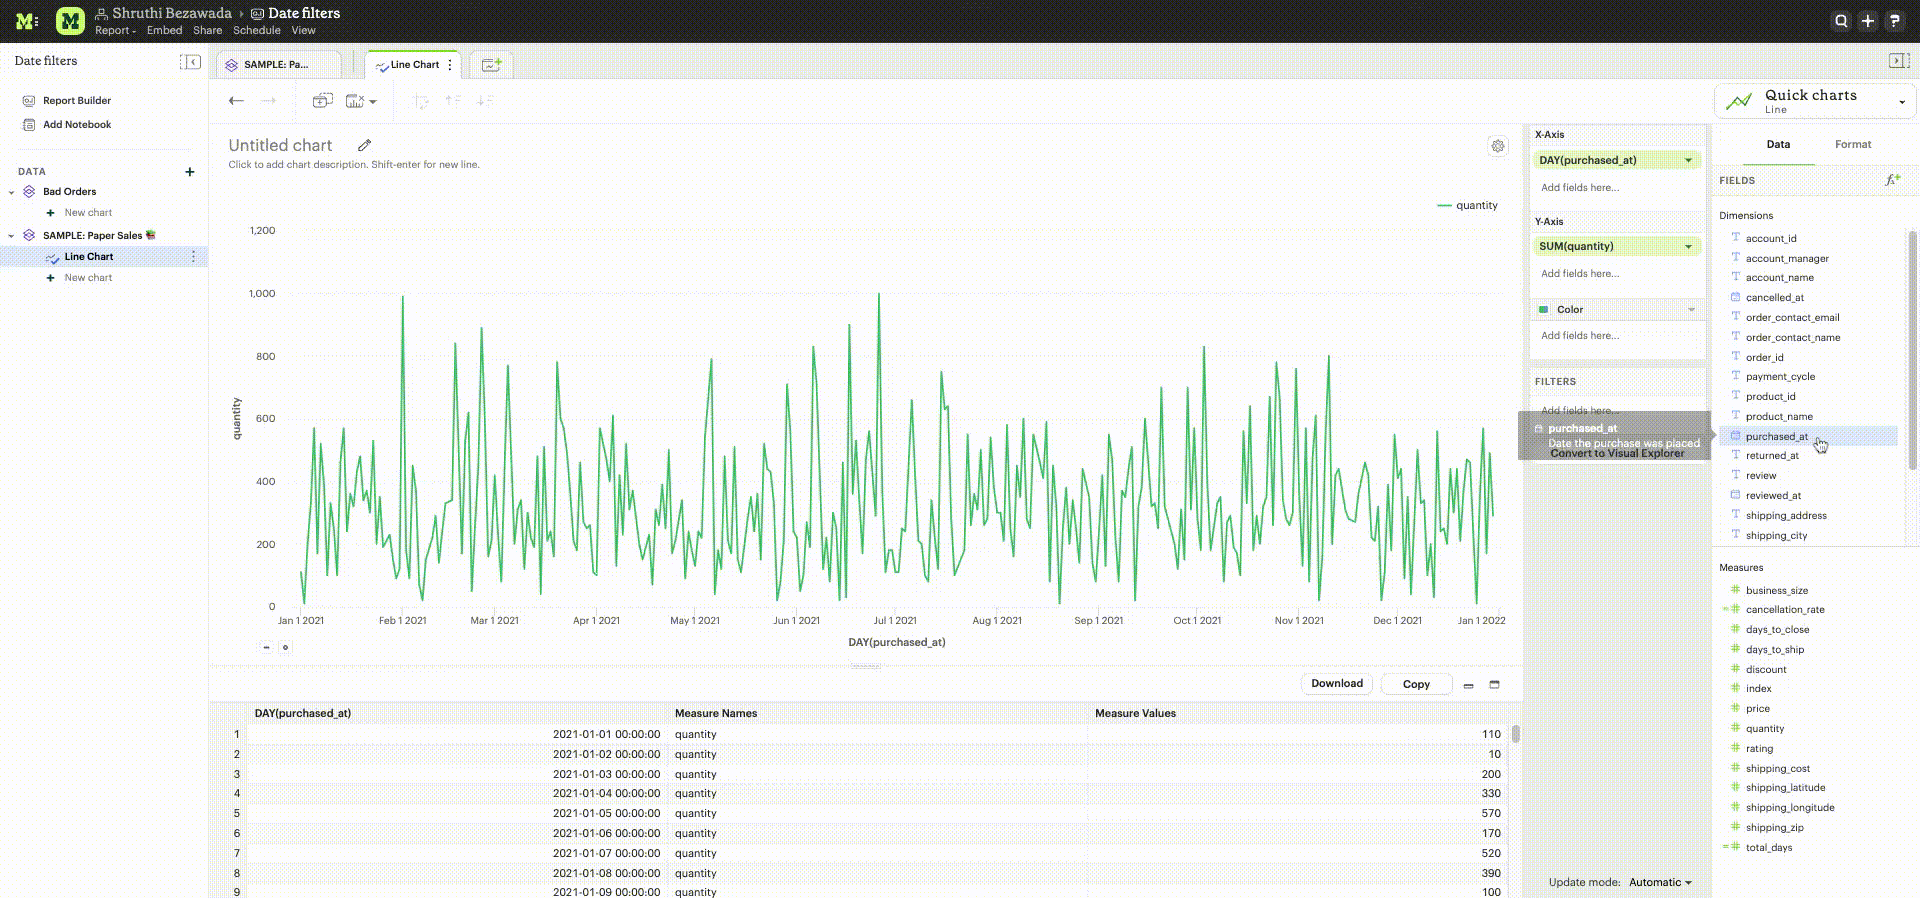 Shruthi Bezawada › Date filters
Report Embed Share Schedule View
Date filters
Report Builder
Add Notebook
DATA
Bad Orders
New chart
SAMPLE: Paper Sales
Line Chart
New chart
SAMPLE: Pa...
Line Chart
Untitled chart
Click to add chart description. Shift-enter for new line.
quantity
1,200
1,000
800
600
400
200
0
quantity
Jan 1 2021
Feb 1 2021
Mar 1 2021
Apr 1 2021
May 1 2021
Jun 1 2021
Jul 1 2021
Aug 1 2021
Sep 1 2021
Oct 1 2021
Nov 1 2021
Dec 1 2021
Jan 1 2022
DAY(purchased_at)
Download
Copy
DAY(purchased_at) Measure Names Measure Values
1 2021-01-01 00:00:00 quantity 110
2 2021-01-02 00:00:00 quantity 10
3 2021-01-03 00:00:00 quantity 200
4 2021-01-04 00:00:00 quantity 330
5 2021-01-05 00:00:00 quantity 570
6 2021-01-06 00:00:00 quantity 170
7 2021-01-07 00:00:00 quantity 520
8 2021-01-08 00:00:00 quantity 390
9 2021-01-09 00:00:00 quantity 100
X-Axis
DAY(purchased_at)
Add fields here...
Y-Axis
SUM(quantity)
Add fields here...
Color
Add fields here...
FILTERS
Add fields here...
purchased_at
Date the purchase was placed
Convert to Visual Explorer
Update mode: Automatic
Quick charts
Line
Data
Format
FIELDS
Dimensions
account_id
account_manager
account_name
cancelled_at
order_contact_email
order_contact_name
order_id
payment_cycle
product_id
product_name
purchased_at
returned_at
review
reviewed_at
shipping_address
shipping_city
Measures
business_size
cancellation_rate
days_to_close
days_to_ship
discount
index
price
quantity
rating
shipping_cost
shipping_latitude
shipping_longitude
shipping_zip
total_days